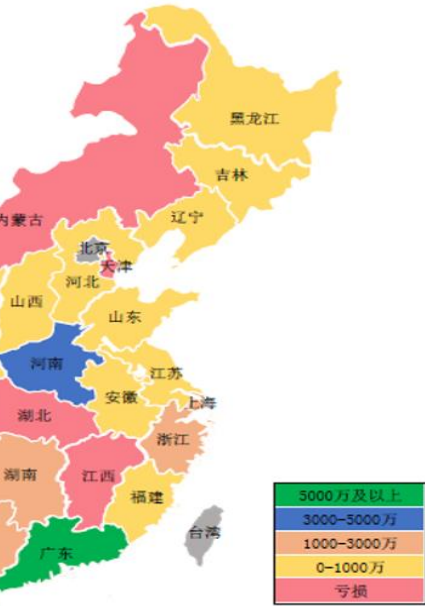 黑龙江
吉林
辽宁
内蒙古
北京
天津
河北
山西
山东
河南
江苏
安徽
上海
湖北
浙江
湖南
江西
福建
台湾
广东
5000万及以上
3000-5000万
1000-3000万
0-1000万
亏损